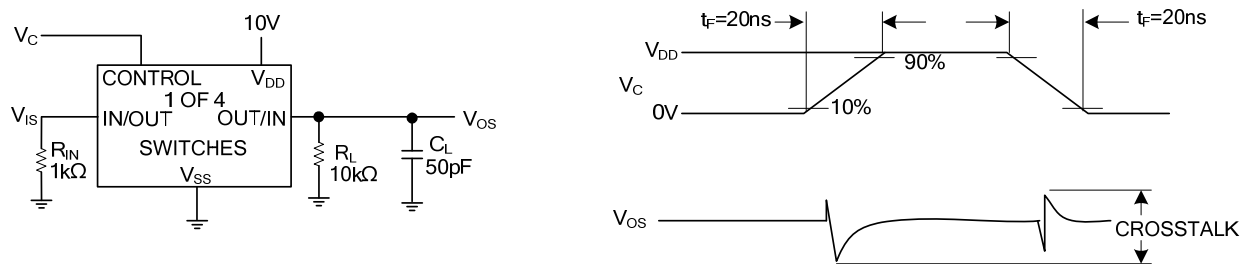 V_C
10V
CONTROL
V_DD
1 OF 4
V_IS
IN/OUT
OUT/IN
V_OS
SWITCHES
R_IN
1kΩ
V_SS
R_L
10kΩ
C_L
50pF
t_F=20ns
t_F=20ns
V_DD
90%
V_C
10%
0V
V_OS
CROSSTALK